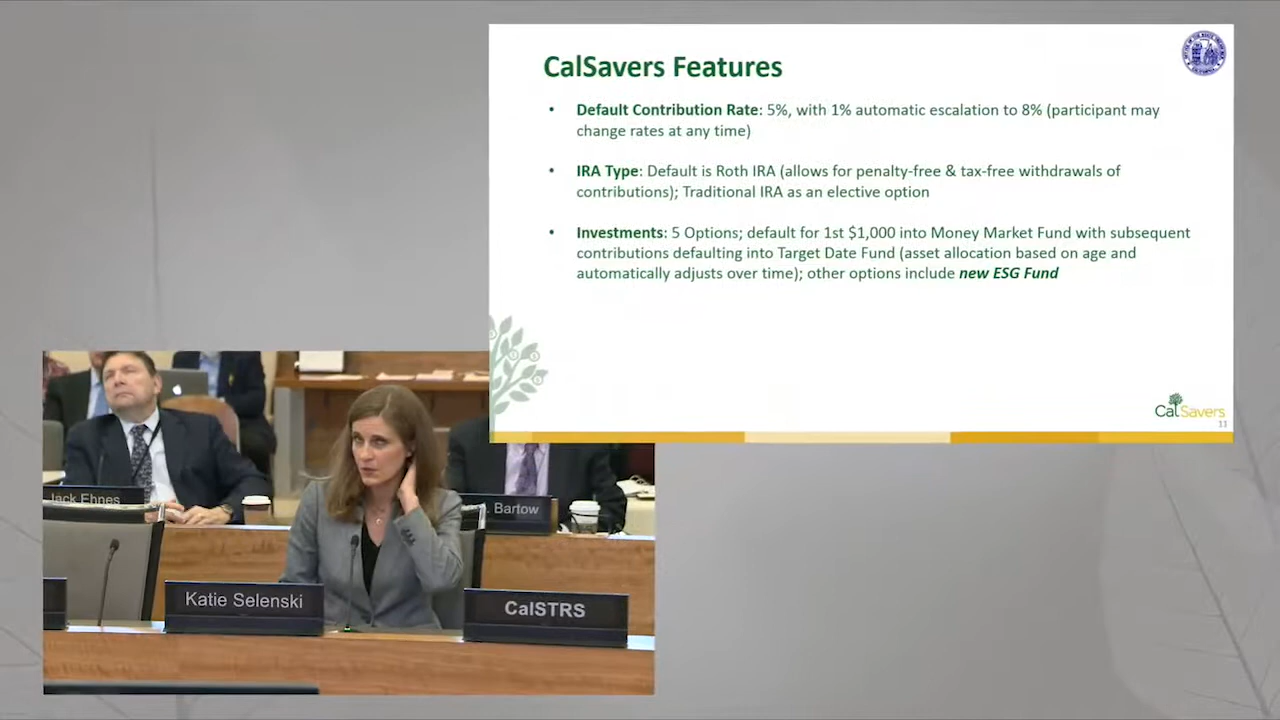 CalSavers Features
• Default Contribution Rate: 5%, with 1% automatic escalation to 8% (participant may
change rates at any time)
• IRA Type: Default is Roth IRA (allows for penalty-free & tax-free withdrawals of
contributions); Traditional IRA as an elective option
• Investments: 5 Options; default for 1st $1,000 into Money Market Fund with subsequent
contributions defaulting into Target Date Fund (asset allocation based on age and
automatically adjusts over time); other options include new ESG Fund
CalSavers
11
Jack Ehnes
. Bartow
Katie Selenski
CalSTRS